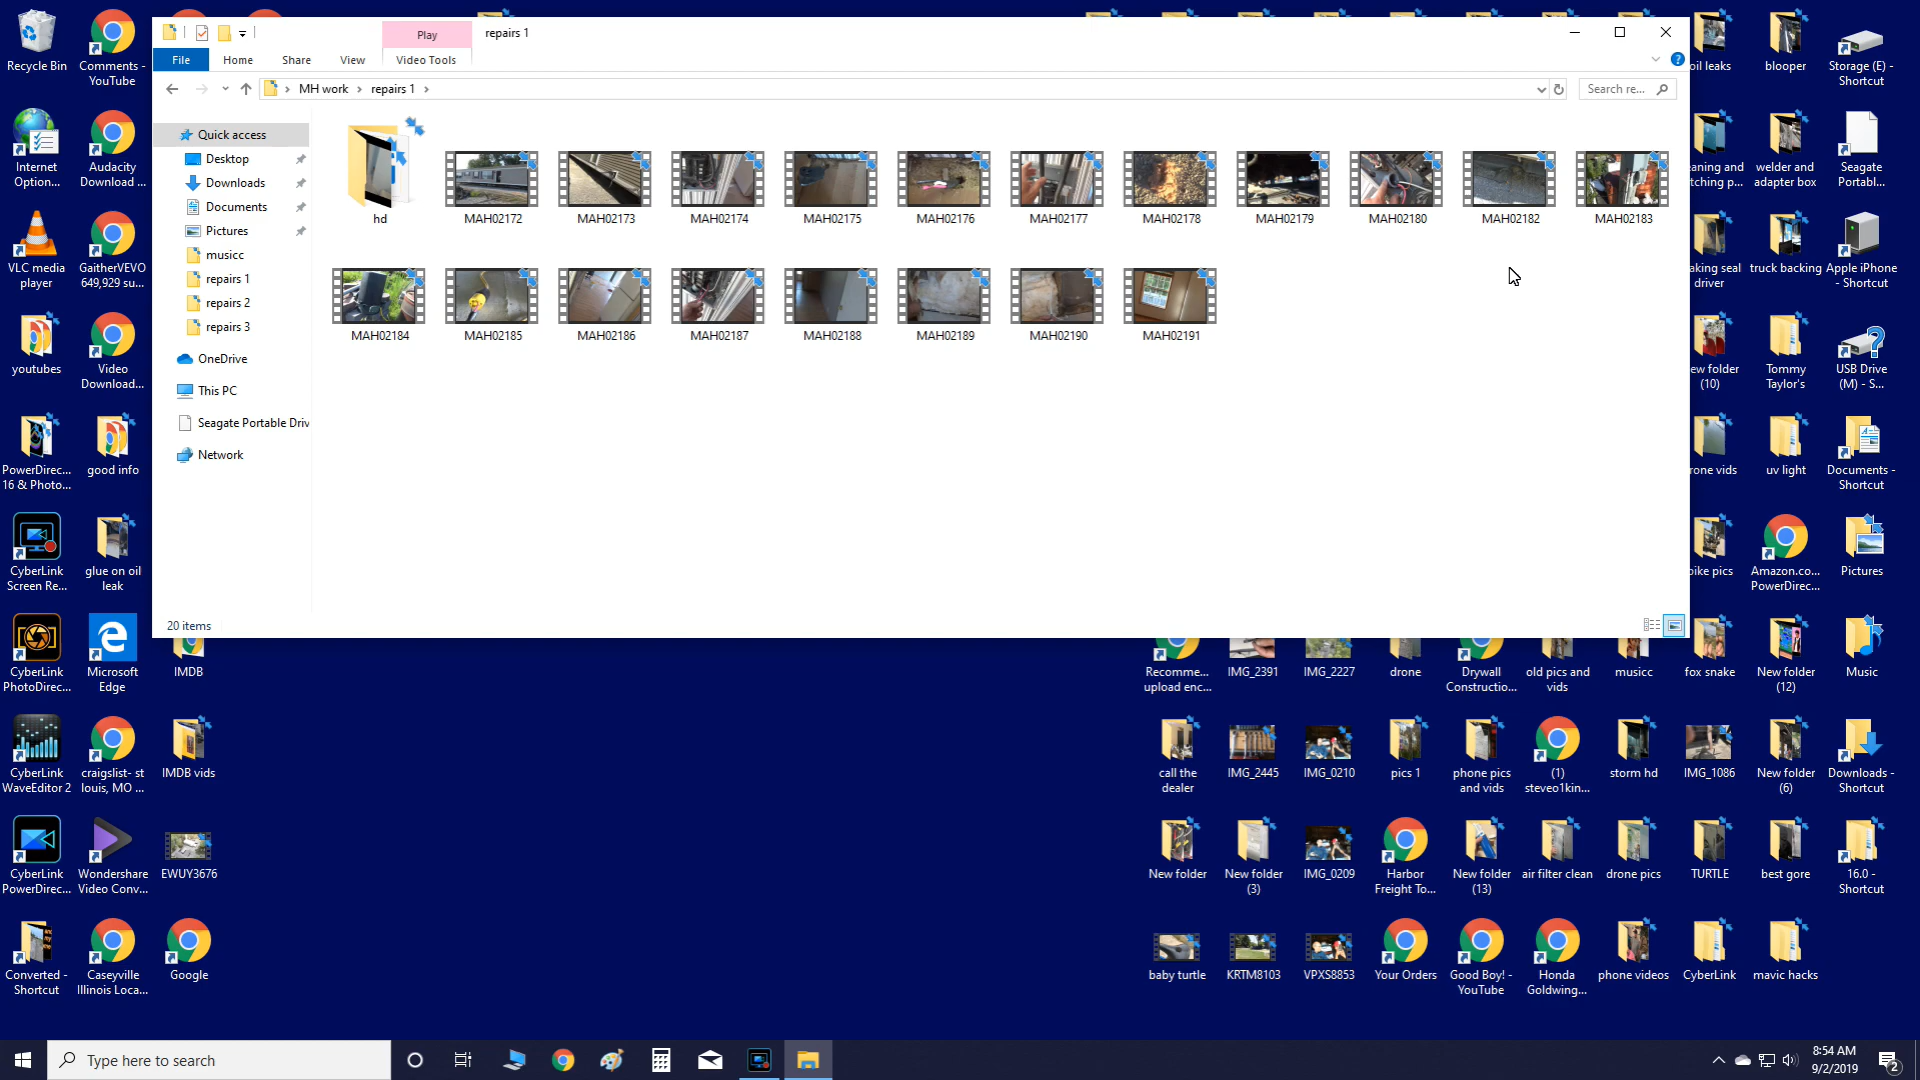 Play
repairs 1
File
Home
Share
View
Video Tools
MH work
repairs 1
Search re...
Quick access
Desktop
Downloads
Documents
Pictures
musicc
repairs 1
repairs 2
repairs 3
OneDrive
This PC
Seagate Portable Driv
Network
hd
MAH02172
MAH02173
MAH02174
MAH02175
MAH02176
MAH02177
MAH02178
MAH02179
MAH02180
MAH02182
MAH02183
MAH02184
MAH02185
MAH02186
MAH02187
MAH02188
MAH02189
MAH02190
MAH02191
20 items
Recycle Bin
Comments -
YouTube
Internet
Option...
Audacity
Download ...
VLC media
player
GaitherVEVO
649,929 su...
youtubes
Video
Download...
PowerDirec...
16 & Photo...
good info
CyberLink
Screen Re...
glue on oil
leak
CyberLink
PhotoDirec...
Microsoft
Edge
IMDB
CyberLink
WaveEditor 2
craigslist- st
louis, MO ...
IMDB vids
CyberLink
PowerDirec...
Wondershare
Video Conv...
EWUY3676
Converted -
Shortcut
Caseyville
Illinois Loca...
Google
oil leaks
blooper
Storage (E) -
Shortcut
eaning and
tching p...
welder and
adapter box
Seagate
Portabl...
aking seal
driver
truck backing
Apple iPhone
- Shortcut
ew folder
(10)
Tommy
Taylor's
USB Drive
(M) - S...
rone vids
uv light
Documents -
Shortcut
bike pics
Amazon.co...
PowerDirec...
Pictures
Recomme...
upload enc...
IMG_2391
IMG_2227
drone
Drywall
Constructio...
old pics and
vids
musicc
fox snake
New folder
(12)
Music
call the
dealer
IMG_2445
IMG_0210
pics 1
phone pics
and vids
(1)
steveo1kin...
storm hd
IMG_1086
New folder
(6)
Downloads -
Shortcut
New folder
New folder
(3)
IMG_0209
Harbor
Freight To...
New folder
(13)
air filter clean
drone pics
TURTLE
best gore
16.0 -
Shortcut
baby turtle
KRTM8103
VPXS8853
Your Orders
Good Boy! -
YouTube
Honda
Goldwing...
phone videos
CyberLink
mavic hacks
Type here to search
8:54 AM
9/2/2019
2